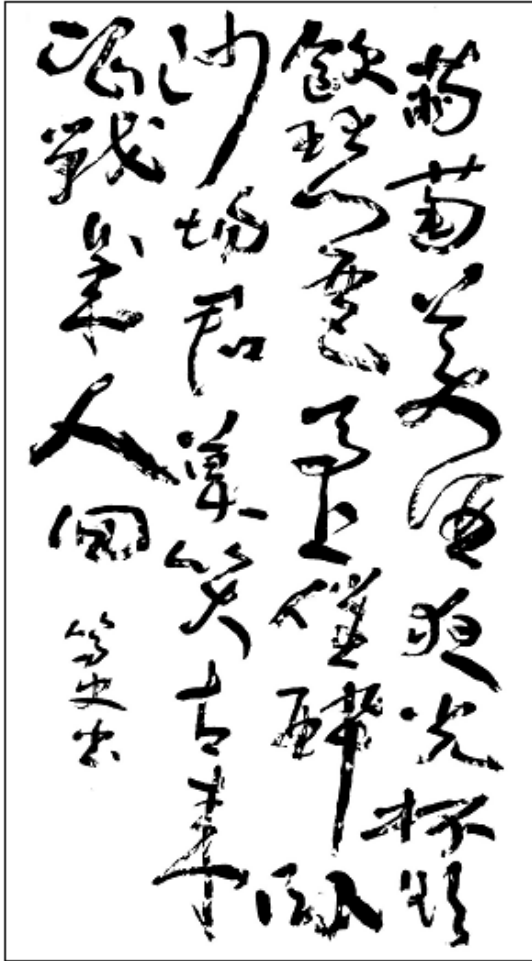 葡萄美酒夜光杯欲
飲琵琶馬上催醉臥
沙場君莫笑古來
征戰幾人回